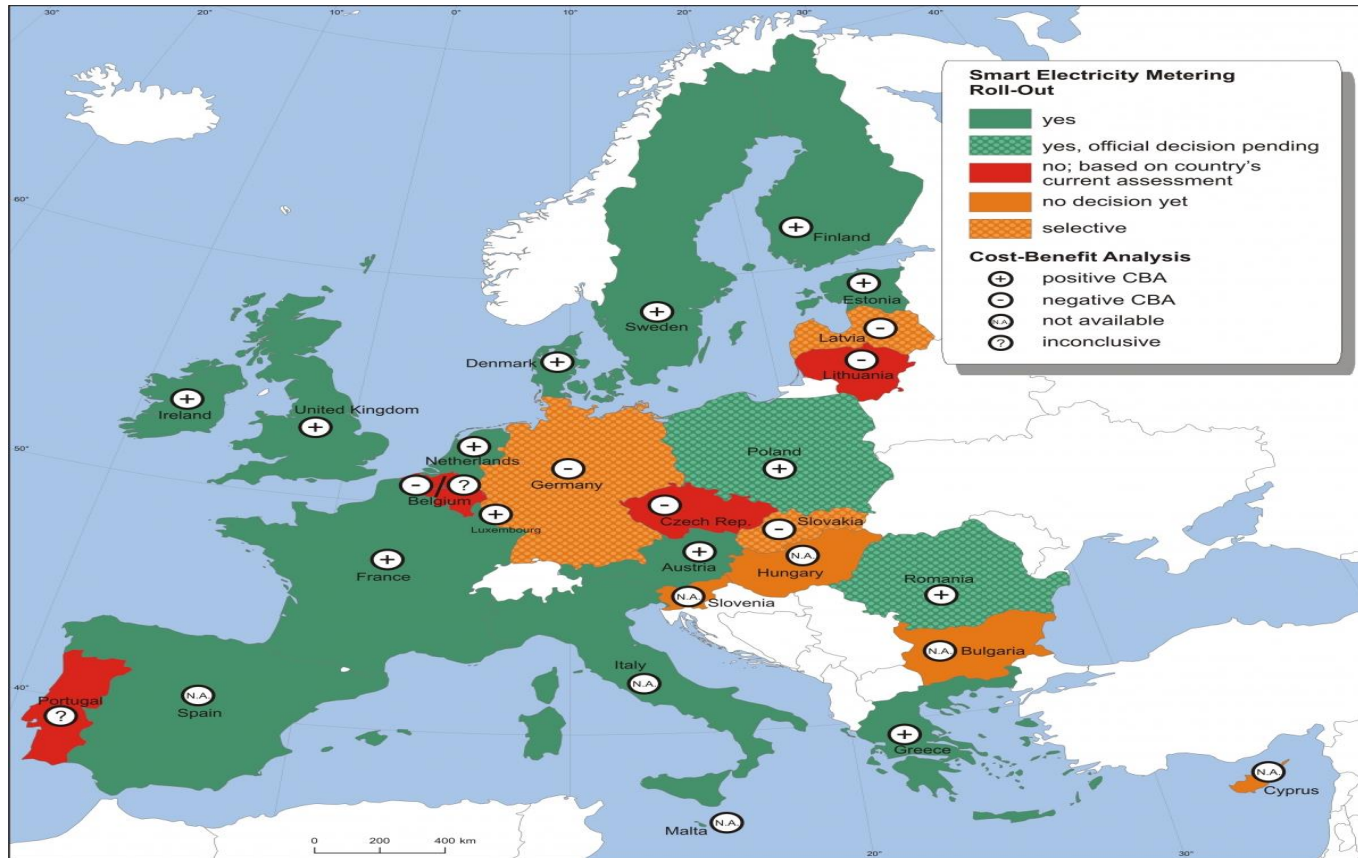 30°
20°
10°
0°
10°
20°
30°
40°
Smart Electricity Metering
Roll-Out
yes
yes, official decision pending
no; based on country's
current assessment
no decision yet
selective
Cost-Benefit Analysis
+ positive CBA
- negative CBA
N.A. not available
? inconclusive
60°
+
Finland
+
Estonia
+
Sweden
Latvia -
-
Lithuania
Denmark +
+
Ireland
United Kingdom
+
50°
+
Netherlands
Poland
+
-
Germany
- / ?
Belgium
+
Luxembourg
-
Czech Rep.
Slovakia
-
+
Austria
N.A.
Hungary
+
France
Romania
+
N.A. Slovenia
N.A. Bulgaria
Italy
N.A.
40°
Portugal
?
N.A.
Spain
+
Greece
N.A.
Cyprus
Malta N.A.
0 200 400 km
20°
30°